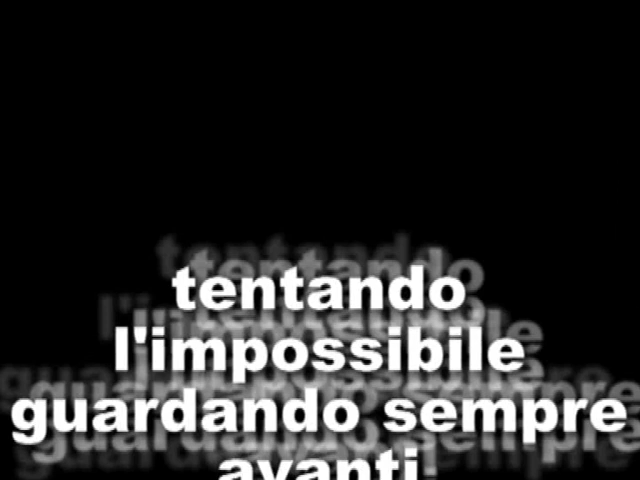 tentando
l'impossibile
guardando sempre
avanti